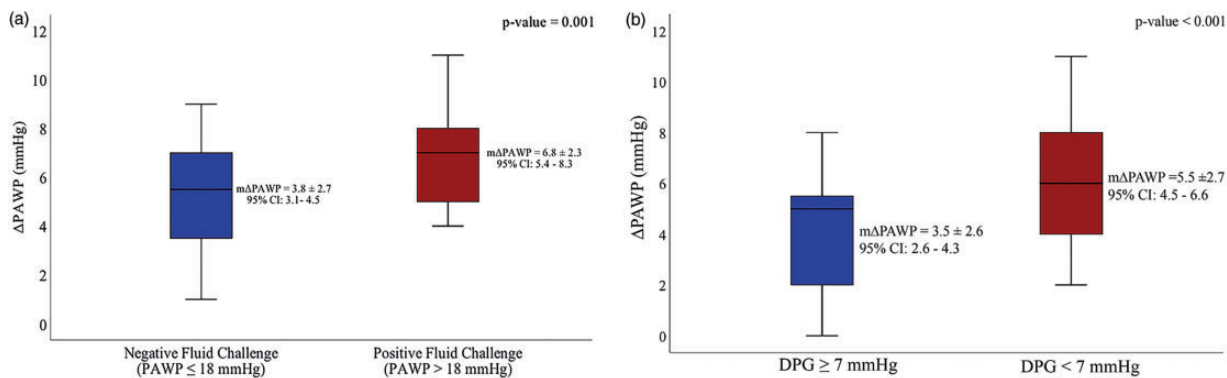 (a)
p-value = 0.001
12
10
8
6
4
2
0
ΔPAWP (mmHg)
mΔPAWP = 3.8 ± 2.7
95% CI: 3.1- 4.5
mΔPAWP = 6.8 ± 2.3
95% CI: 5.4 - 8.3
Negative Fluid Challenge
(PAWP ≤ 18 mmHg)
Positive Fluid Challenge
(PAWP > 18 mmHg)
(b)
p-value < 0.001
12
10
8
6
4
2
0
ΔPAWP (mmHg)
mΔPAWP = 3.5 ± 2.6
95% CI: 2.6 - 4.3
mΔPAWP =5.5 ±2.7
95% CI: 4.5 - 6.6
DPG ≥ 7 mmHg
DPG < 7 mmHg